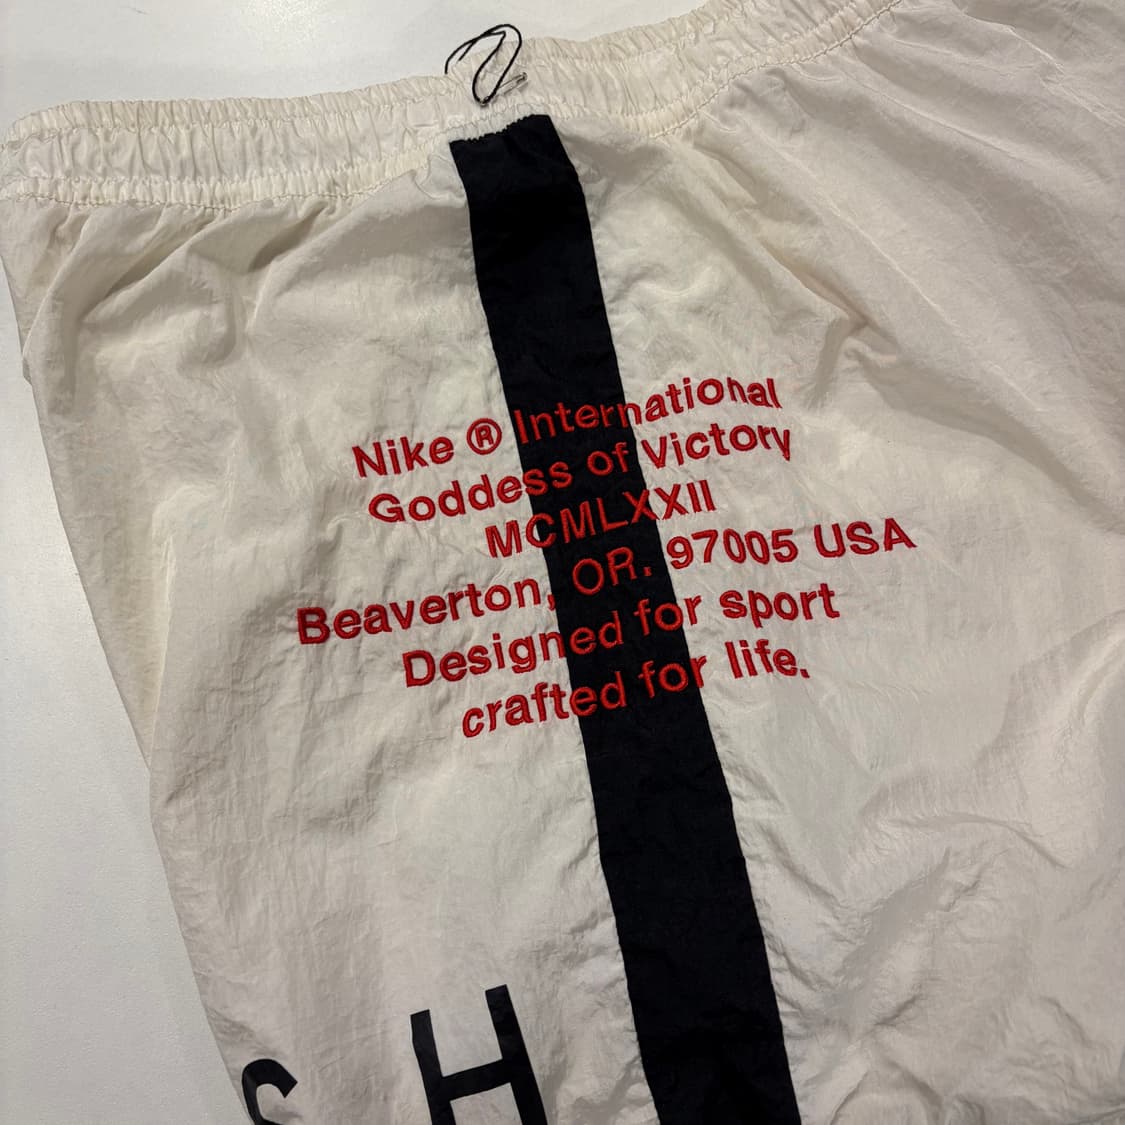 Nike ® International
Goddess of Victory
MCMLXXII
Beaverton, OR. 97005 USA
Designed for sport
crafted for life.
S H